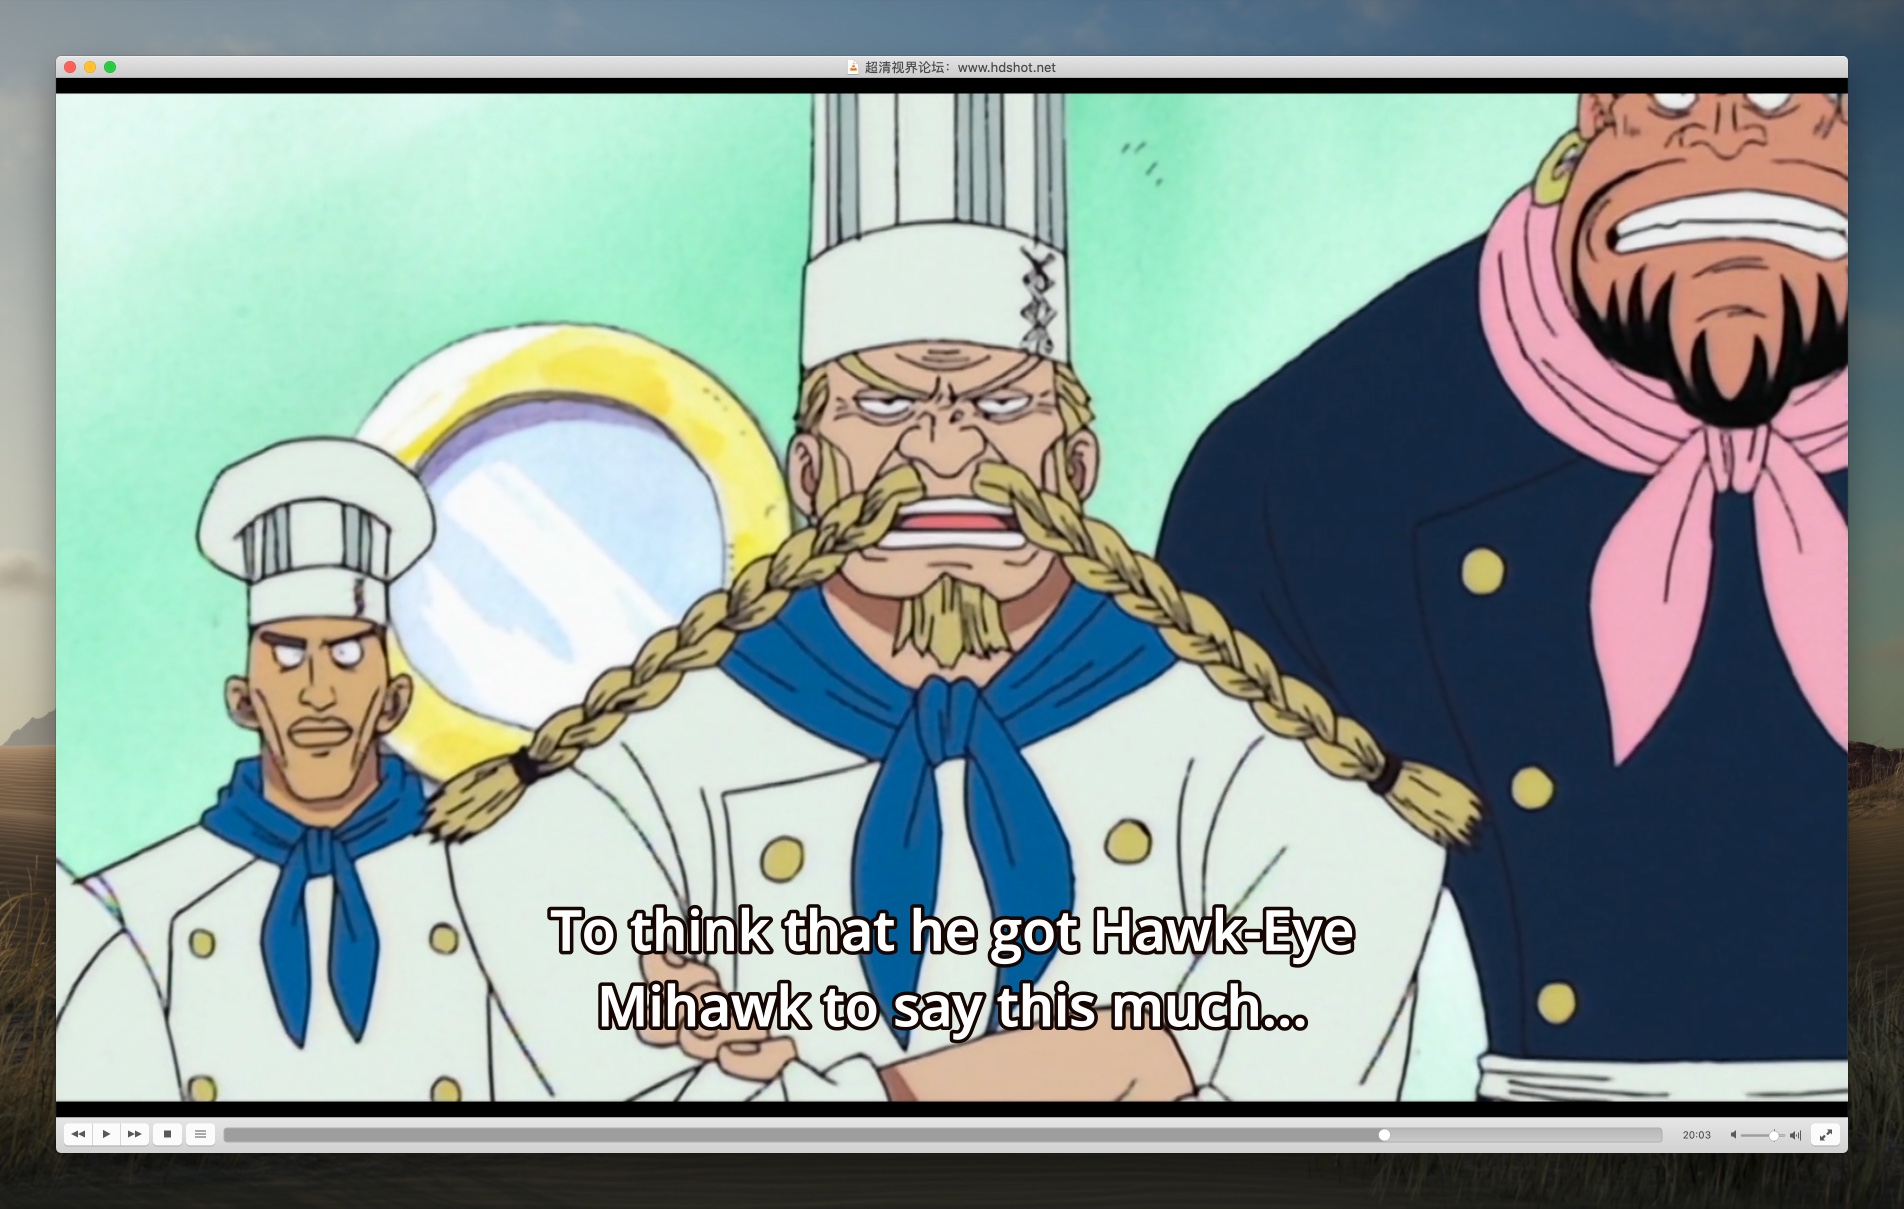 超清视界论坛：www.hdshot.net
To think that he got Hawk-Eye
Mihawk to say this much...
20:03